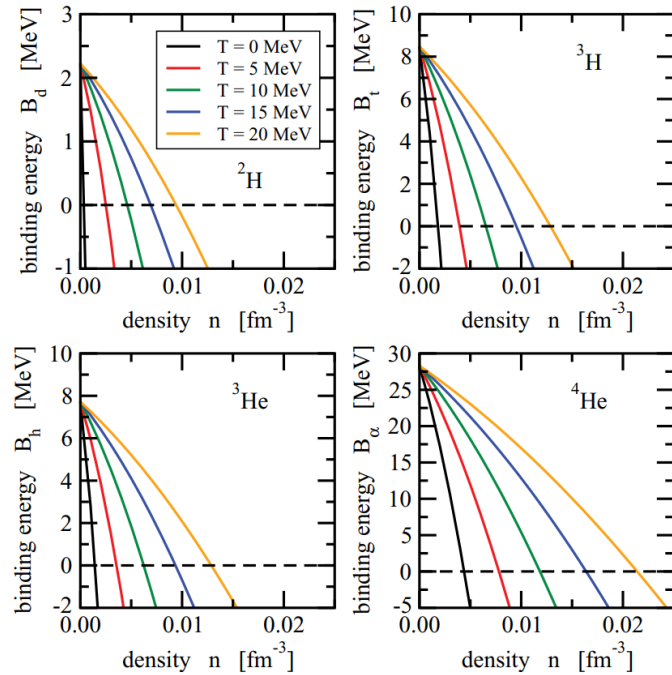 binding energy B_d [MeV]
3
2
1
0
-1
T = 0 MeV
T = 5 MeV
T = 10 MeV
T = 15 MeV
T = 20 MeV
²H
0.00 0.01 0.02
density n [fm⁻³]
binding energy B_t [MeV]
10
8
6
4
2
0
-2
³H
0.00 0.01 0.02
density n [fm⁻³]
binding energy B_h [MeV]
10
8
6
4
2
0
-2
³He
0.00 0.01 0.02
density n [fm⁻³]
binding energy B_α [MeV]
30
25
20
15
10
5
0
-5
⁴He
0.00 0.01 0.02
density n [fm⁻³]